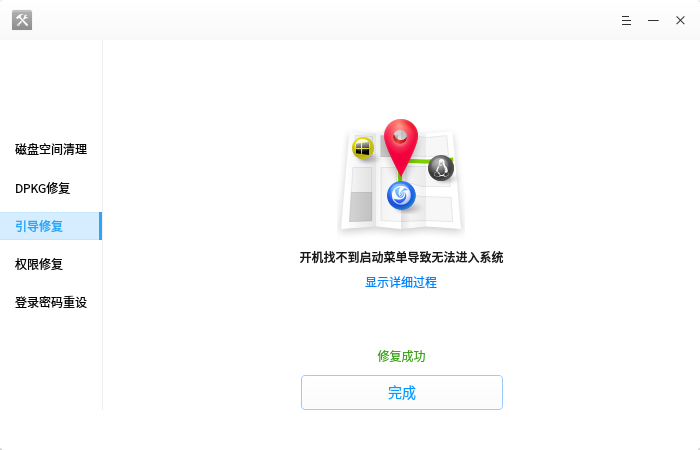 磁盘空间清理
DPKG修复
引导修复
权限修复
登录密码重设
开机找不到启动菜单导致无法进入系统
显示详细过程
修复成功
完成